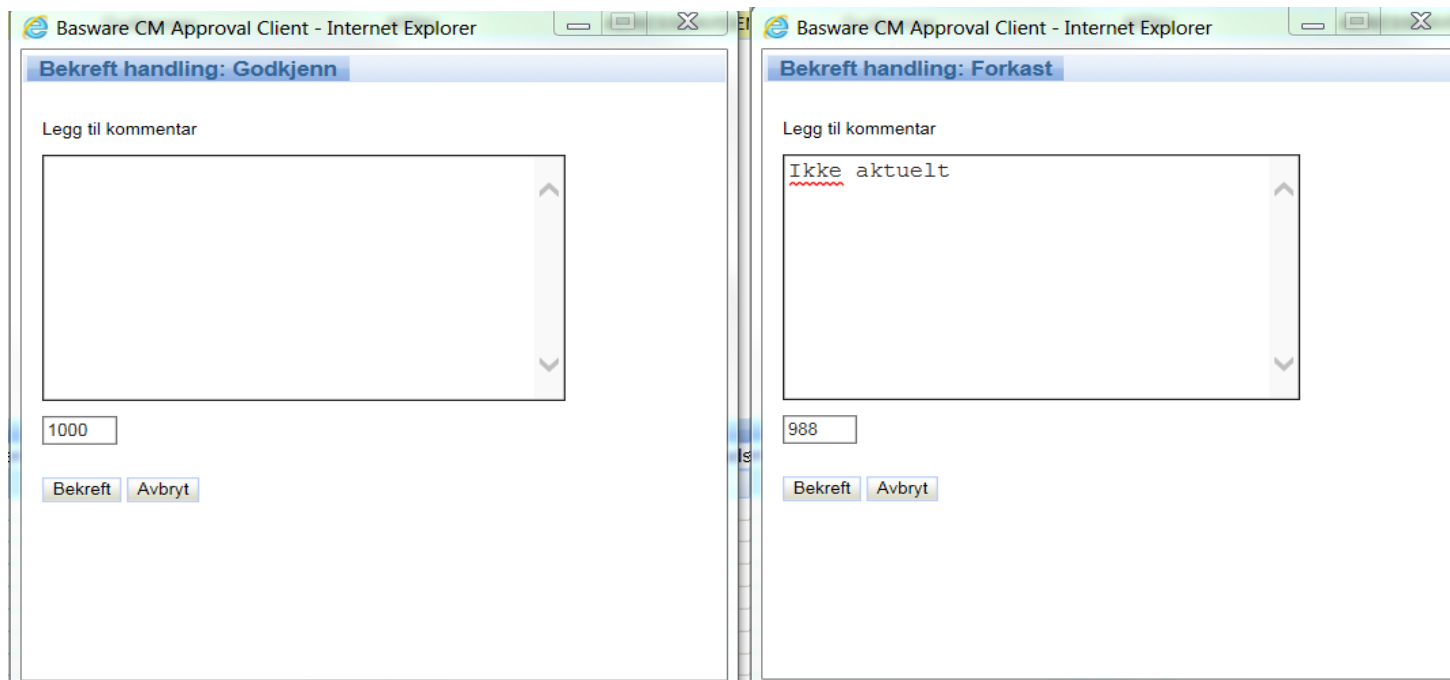 Basware CM Approval Client - Internet Explorer
Bekreft handling: Godkjenn
Legg til kommentar
1000
Bekreft Avbryt
Basware CM Approval Client - Internet Explorer
Bekreft handling: Forkast
Legg til kommentar
Ikke aktuelt
988
Bekreft Avbryt